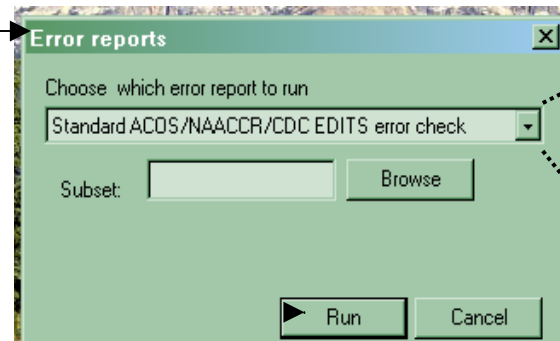 Error reports
Choose which error report to run
Standard ACOS/NAACCR/CDC EDITS error check
Subset:
Browse
Run
Cancel